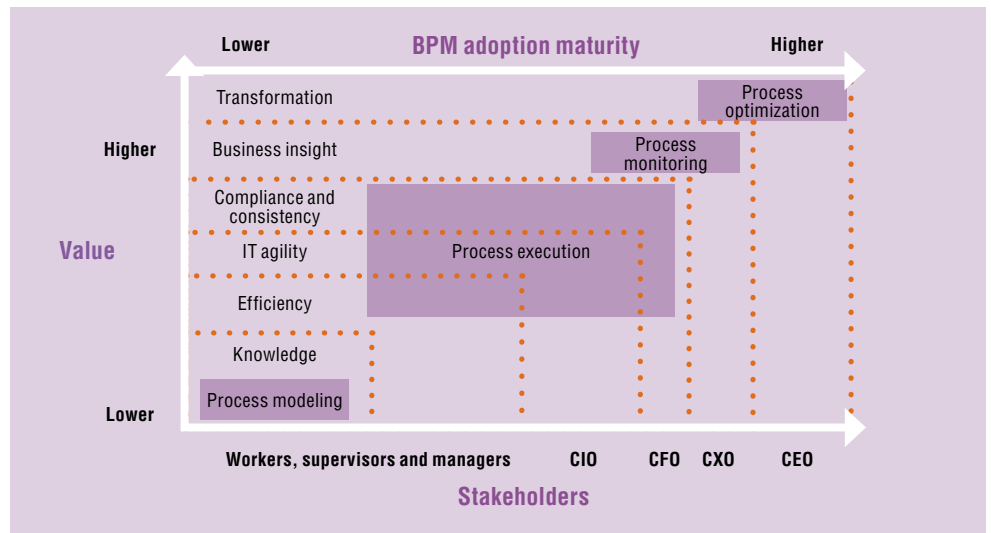 Lower
BPM adoption maturity
Higher
Transformation
Process
optimization
Higher
Business insight
Process
monitoring
Compliance and
consistency
Value
IT agility
Process execution
Efficiency
Knowledge
Process modeling
Lower
Workers, supervisors and managers
CIO
CFO
CXO
CEO
Stakeholders